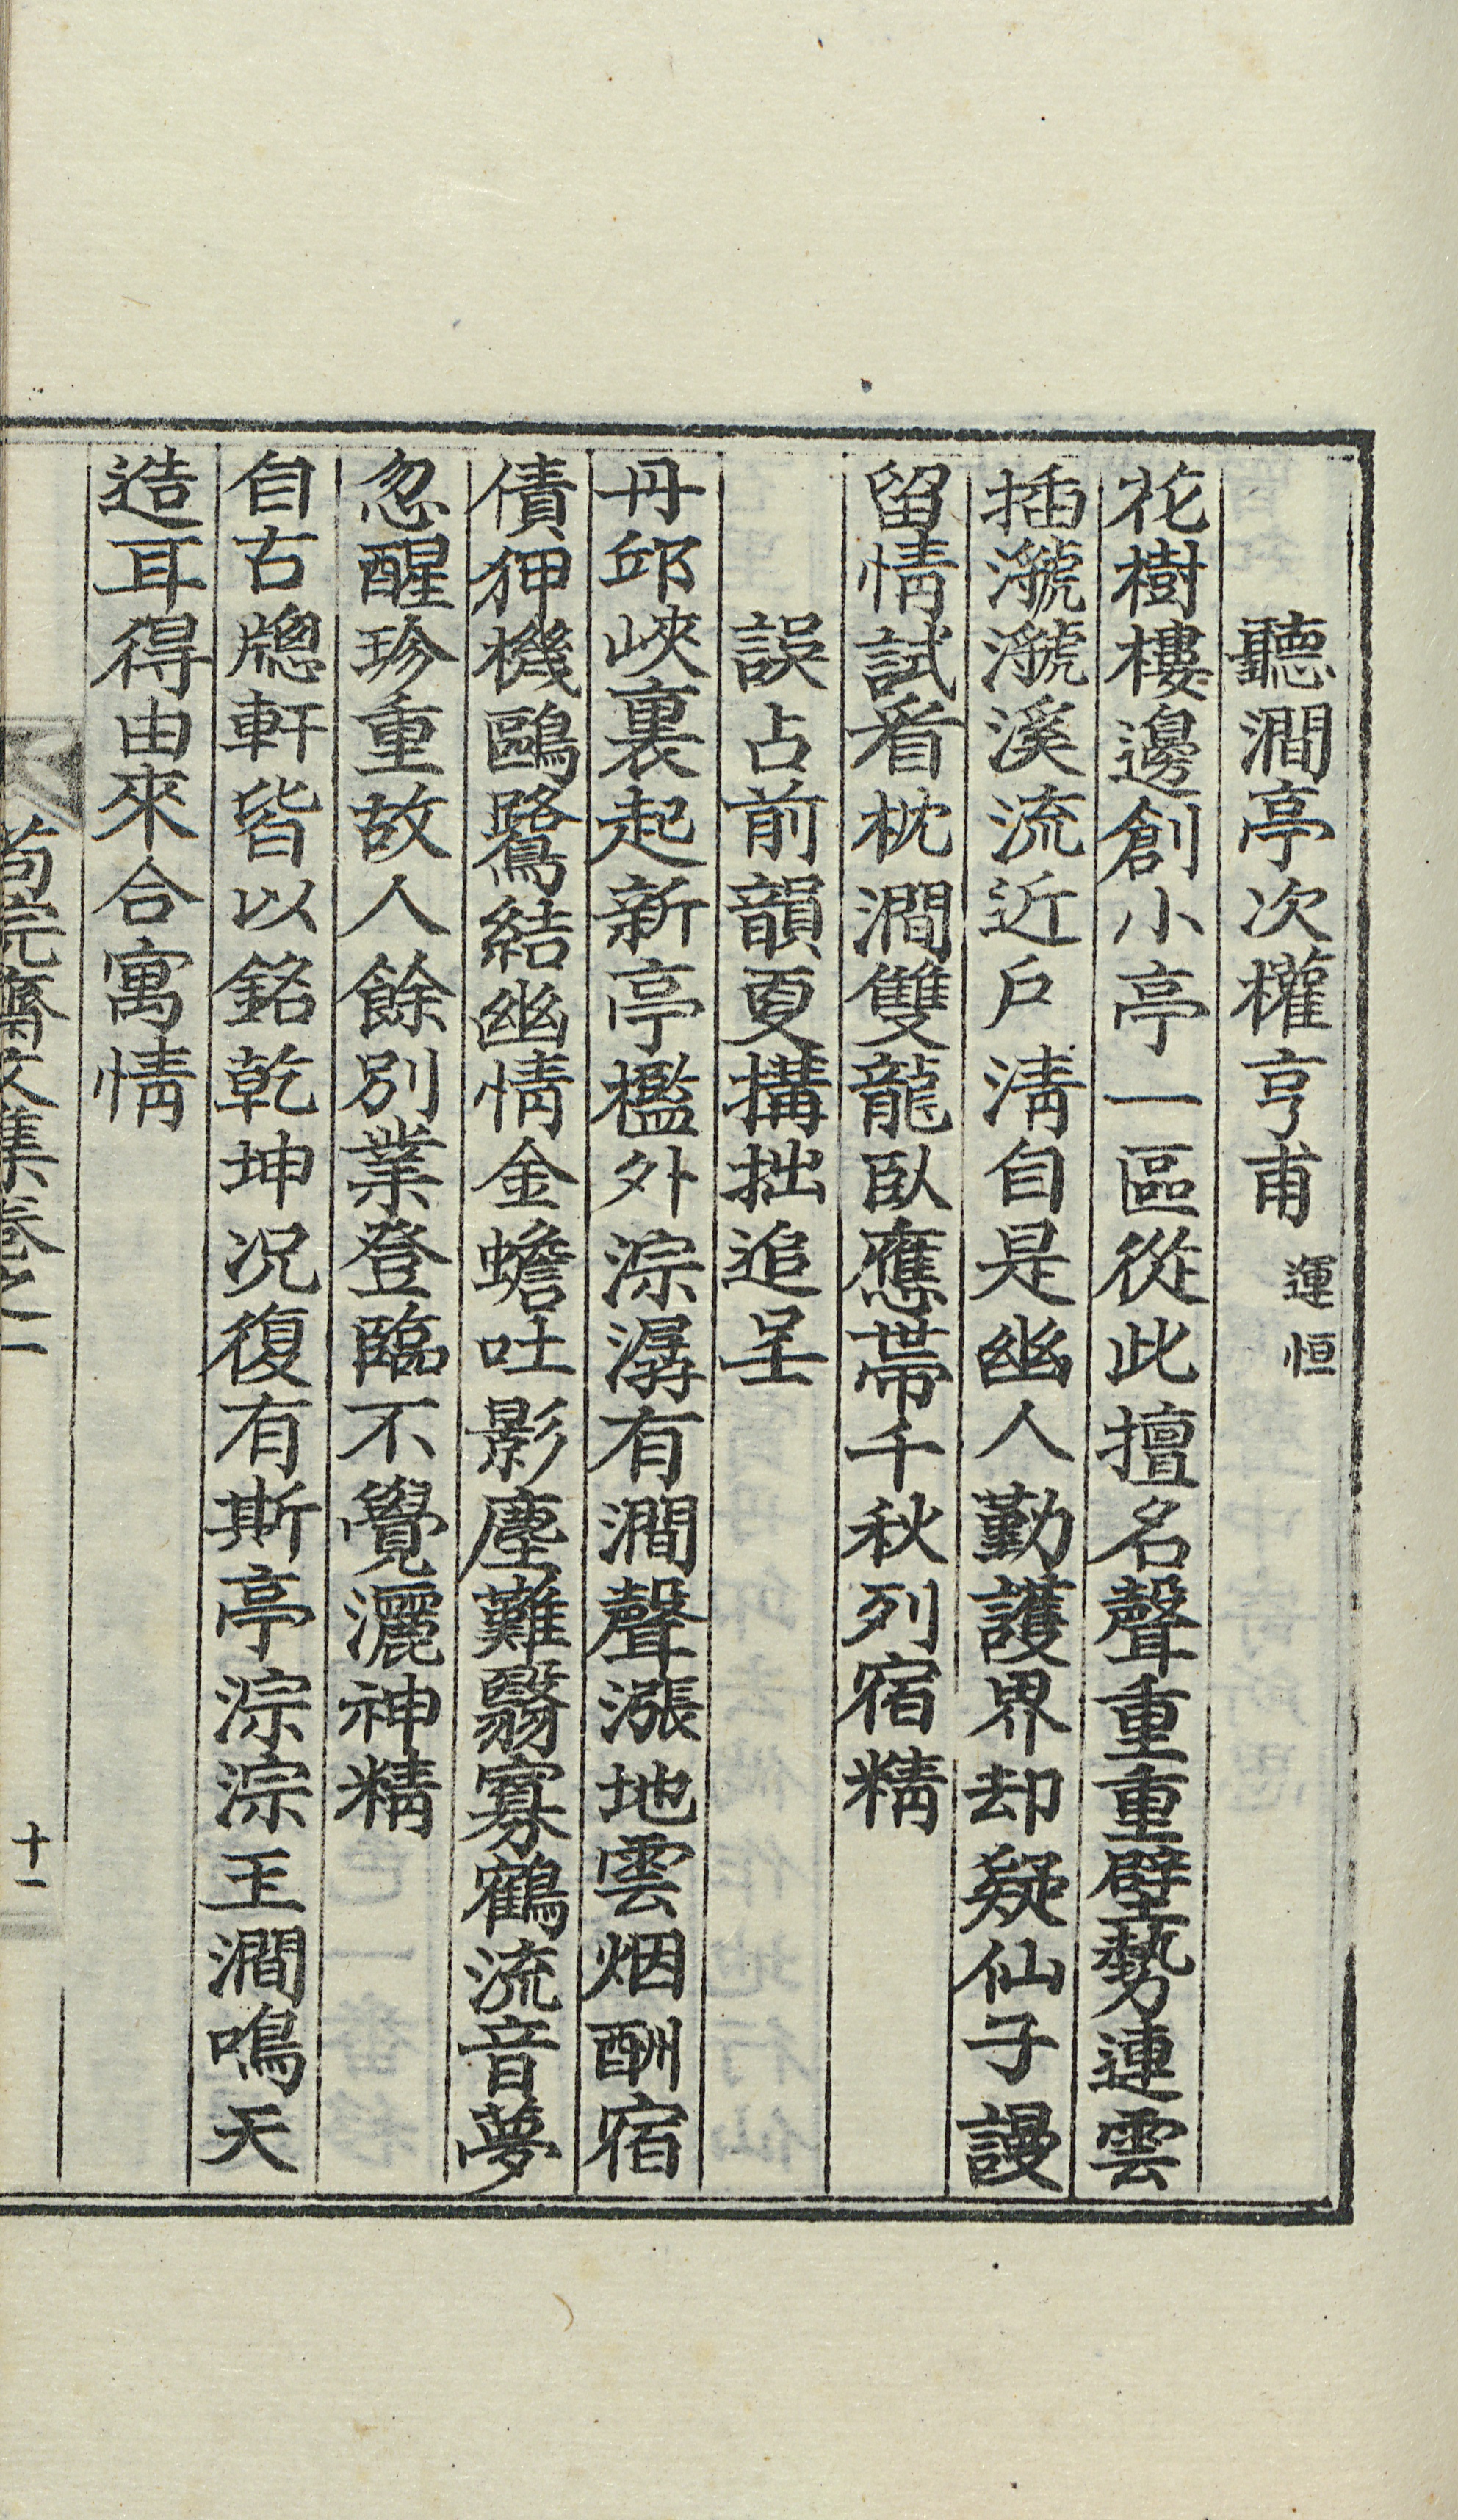 聽澗亭次權亨甫運恒
花樹樓邊創小亭一區從此擅名聲重重壁勢連雲
插㶁㶁溪流近戶淸自是幽人勤護界却疑仙子謾
留情試看枕澗雙龍臥應帶千秋列宿精
誤占前韻更搆拙追呈
丹邱峽裏起新亭檻外淙潺有澗聲漲地雲烟酬宿
債狎機鷗鷺結幽情金蟾吐影塵難翳寡鶴流音夢
忽醒珍重故人餘別業登臨不覺灑神精
自古牕軒皆以銘乾坤况復有斯亭淙淙玉澗鳴天
造耳得由來合寓情
苟完齋文集卷之一
十一